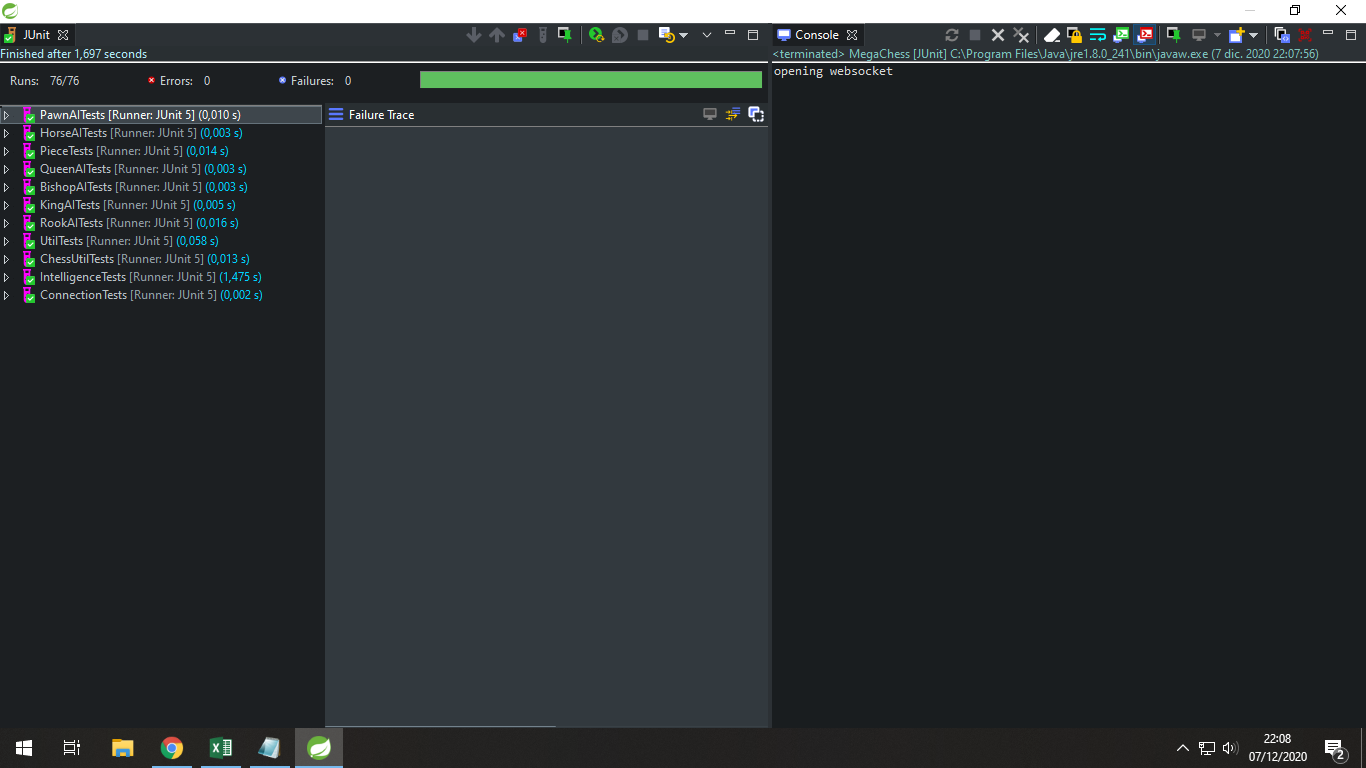 JUnit
Finished after 1,697 seconds
Runs: 76/76 Errors: 0 Failures: 0
PawnAITests [Runner: JUnit 5] (0,010 s)
HorseAITests [Runner: JUnit 5] (0,003 s)
PieceTests [Runner: JUnit 5] (0,014 s)
QueenAITests [Runner: JUnit 5] (0,003 s)
BishopAITests [Runner: JUnit 5] (0,003 s)
KingAITests [Runner: JUnit 5] (0,005 s)
RookAITests [Runner: JUnit 5] (0,016 s)
UtilTests [Runner: JUnit 5] (0,058 s)
ChessUtilTests [Runner: JUnit 5] (0,013 s)
IntelligenceTests [Runner: JUnit 5] (1,475 s)
ConnectionTests [Runner: JUnit 5] (0,002 s)
Failure Trace
Console
<terminated> MegaChess [JUnit] C:\Program Files\Java\jre1.8.0_241\bin\javaw.exe (7 dic. 2020 22:07:56)
opening websocket
22:08
07/12/2020
2